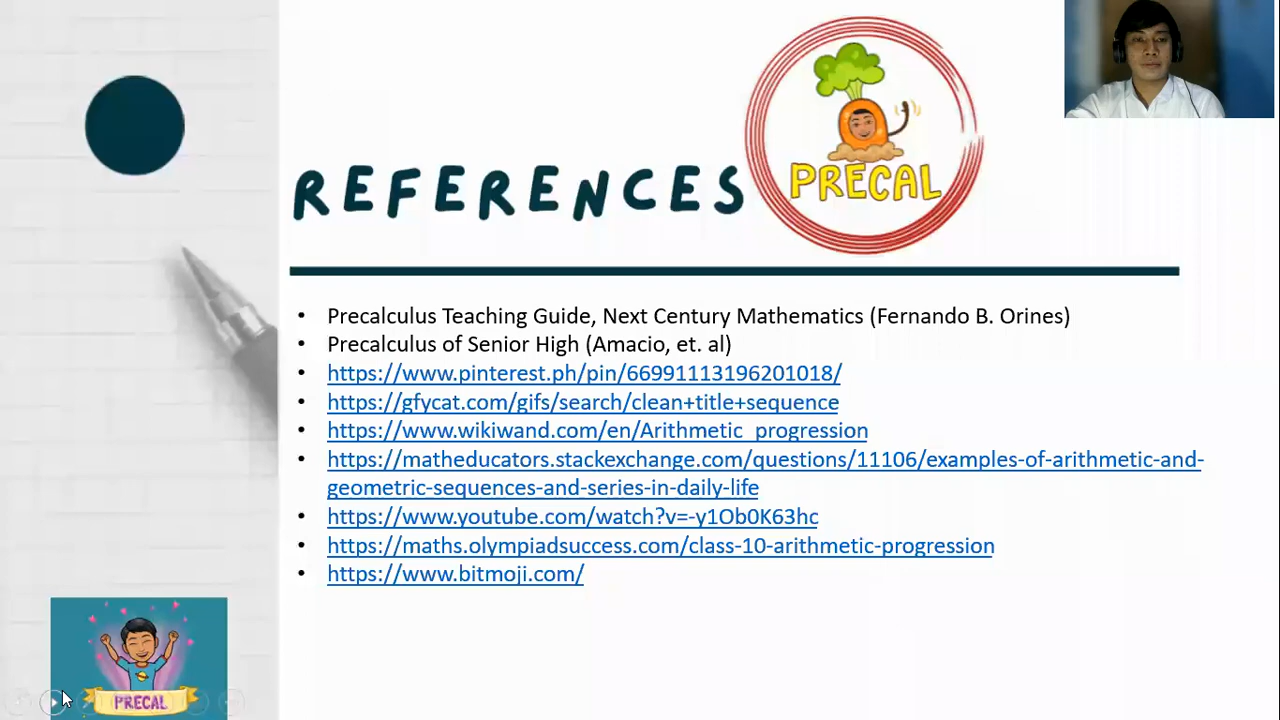 REFERENCES
PRECAL
• Precalculus Teaching Guide, Next Century Mathematics (Fernando B. Orines)
• Precalculus of Senior High (Amacio, et. al)
• https://www.pinterest.ph/pin/66991113196201018/
• https://gfycat.com/gifs/search/clean+title+sequence
• https://www.wikiwand.com/en/Arithmetic_progression
• https://matheducators.stackexchange.com/questions/11106/examples-of-arithmetic-and-
geometric-sequences-and-series-in-daily-life
• https://www.youtube.com/watch?v=-y1Ob0K63hc
• https://maths.olympiadsuccess.com/class-10-arithmetic-progression
• https://www.bitmoji.com/
PRECAL